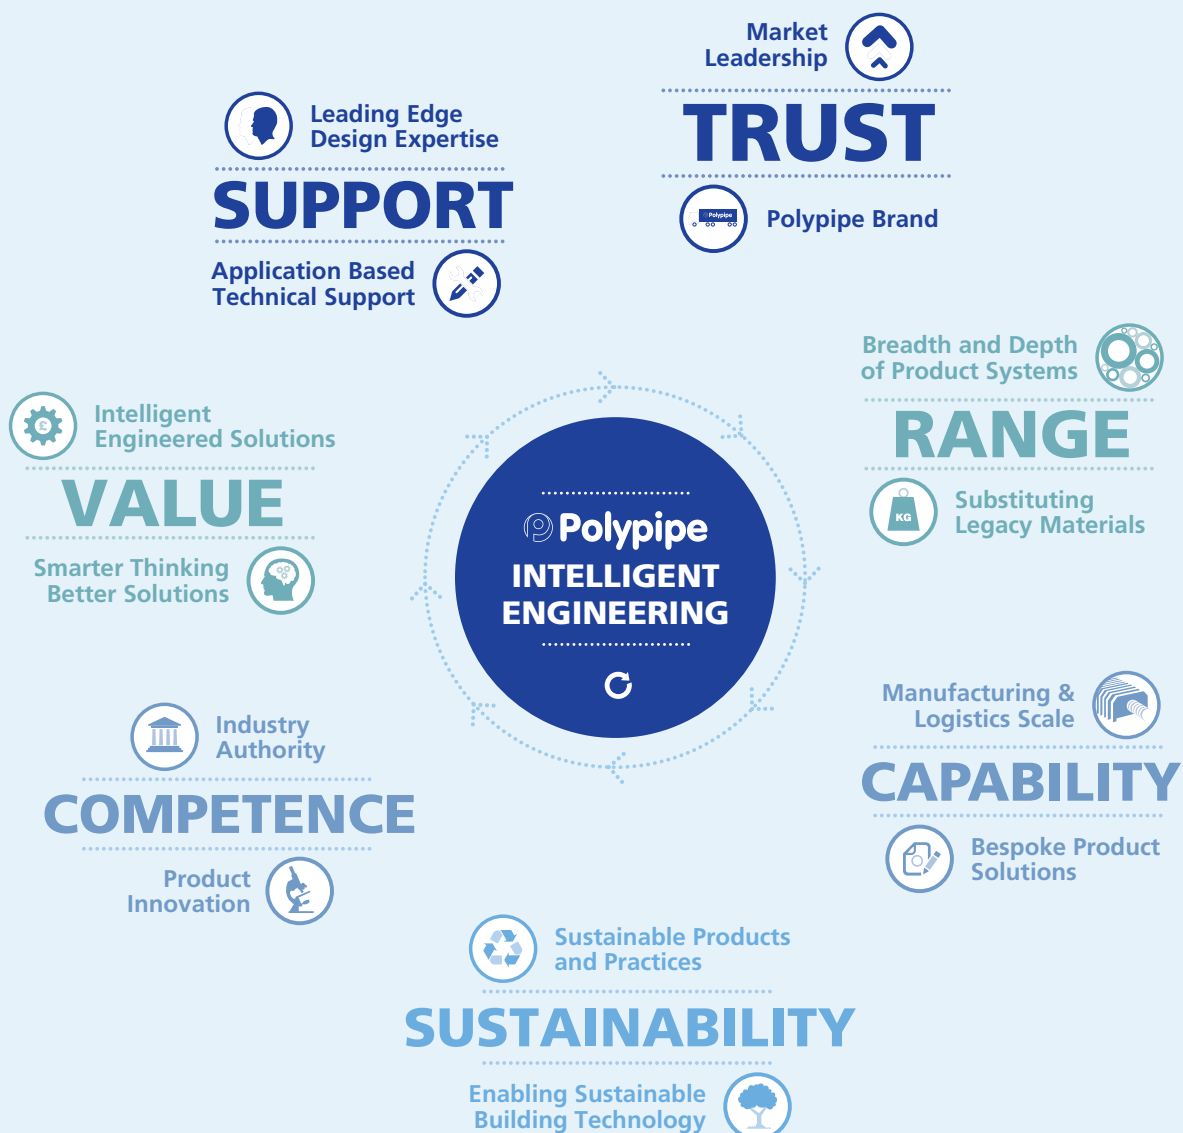 Market
Leadership
TRUST
Polypipe
Polypipe Brand
Leading Edge
Design Expertise
SUPPORT
Application Based
Technical Support
Breadth and Depth
of Product Systems
RANGE
KG
Substituting
Legacy Materials
£
Intelligent
Engineered Solutions
VALUE
Smarter Thinking
Better Solutions
Polypipe
INTELLIGENT
ENGINEERING
Manufacturing &
Logistics Scale
CAPABILITY
Bespoke Product
Solutions
Industry
Authority
COMPETENCE
Product
Innovation
Sustainable Products
and Practices
SUSTAINABILITY
Enabling Sustainable
Building Technology